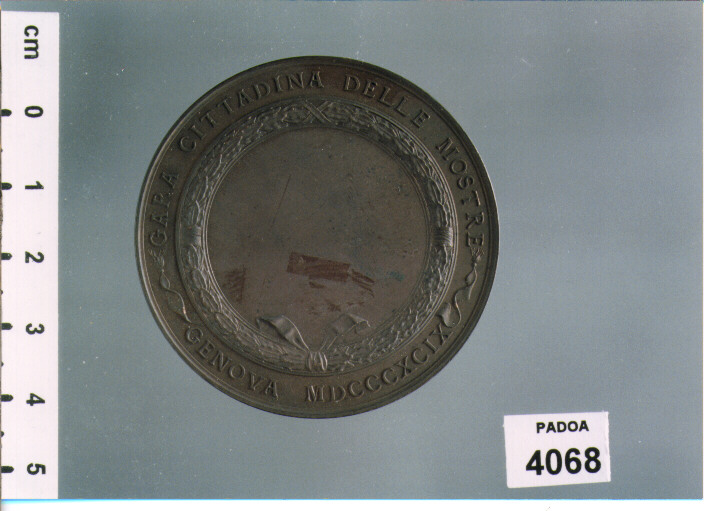 cm
0
1
2
3
4
5
GARA CITTADINA DELLE MOSTRE
GENOVA MDCCCXCIX
PADOA
4068